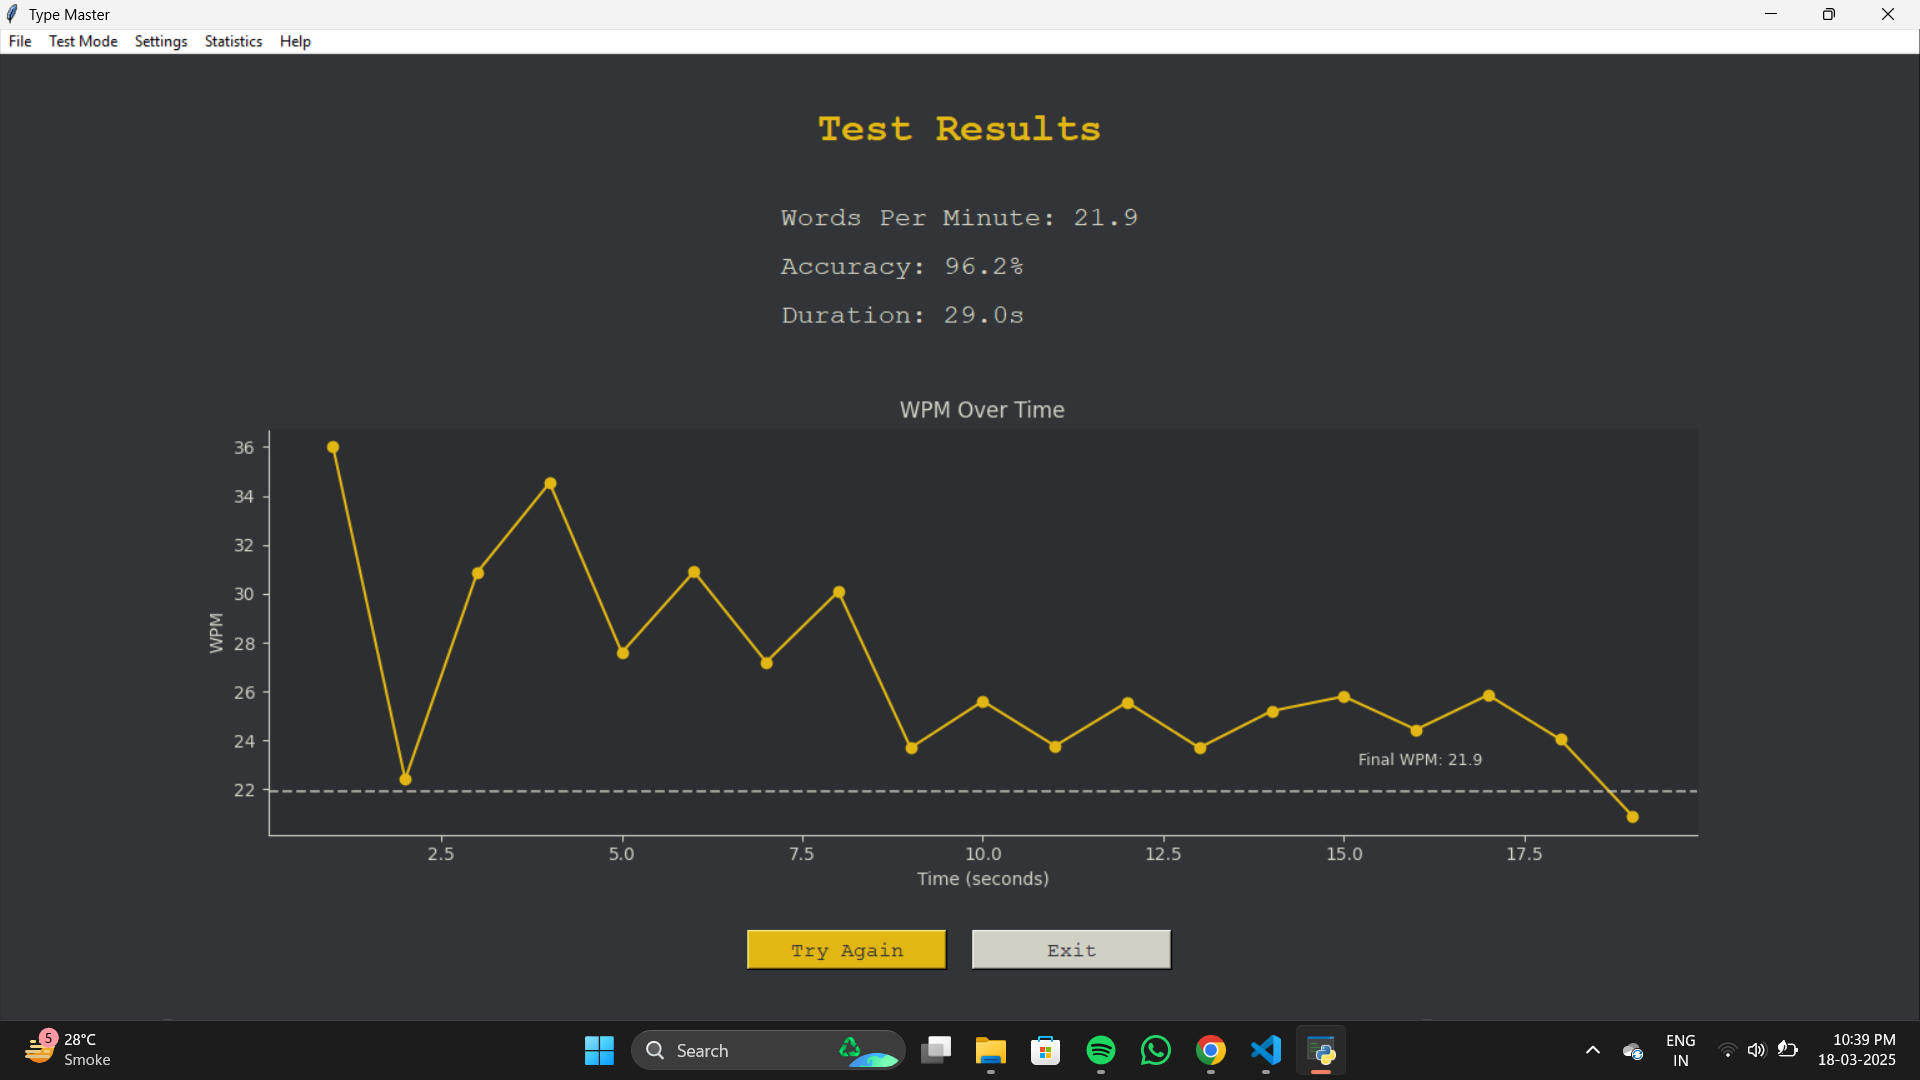 Type Master
File Test Mode Settings Statistics Help
Test Results
Words Per Minute: 21.9
Accuracy: 96.2%
Duration: 29.0s
WPM Over Time
36
34
32
30
28
26
24
22
WPM
Final WPM: 21.9
2.5 5.0 7.5 10.0 12.5 15.0 17.5
Time (seconds)
Try Again Exit
5 28°C
Smoke
Search
ENG
IN
10:39 PM
18-03-2025